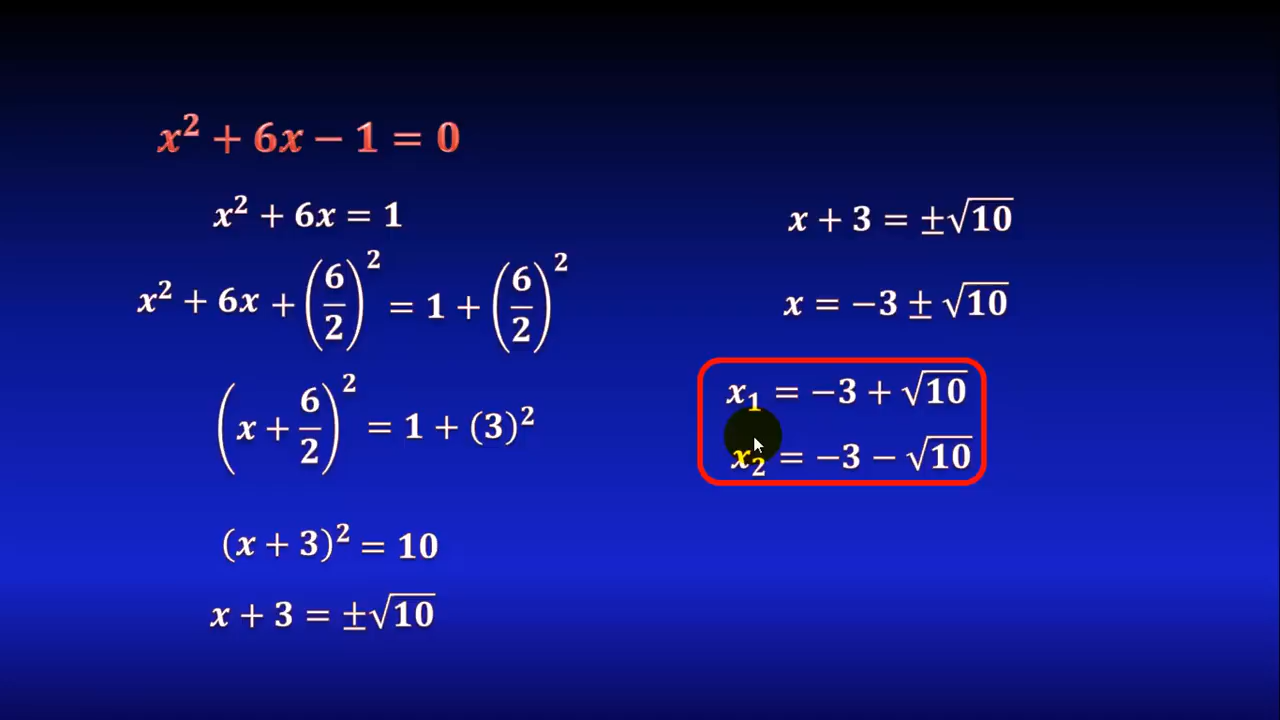 x² + 6x − 1 = 0
x² + 6x = 1
x² + 6x + (6/2)² = 1 + (6/2)²
(x + 6/2)² = 1 + (3)²
(x + 3)² = 10
x + 3 = ±√10
x + 3 = ±√10
x = −3 ± √10
x₁ = −3 + √10
x₂ = −3 − √10